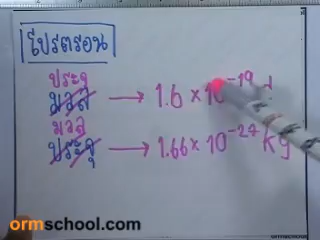 โปรตรอน
ประจุ
มวล → 1.6 × 10⁻¹⁹
มวล
ประจุ → 1.66 × 10⁻²⁷ kg
ormschool.com